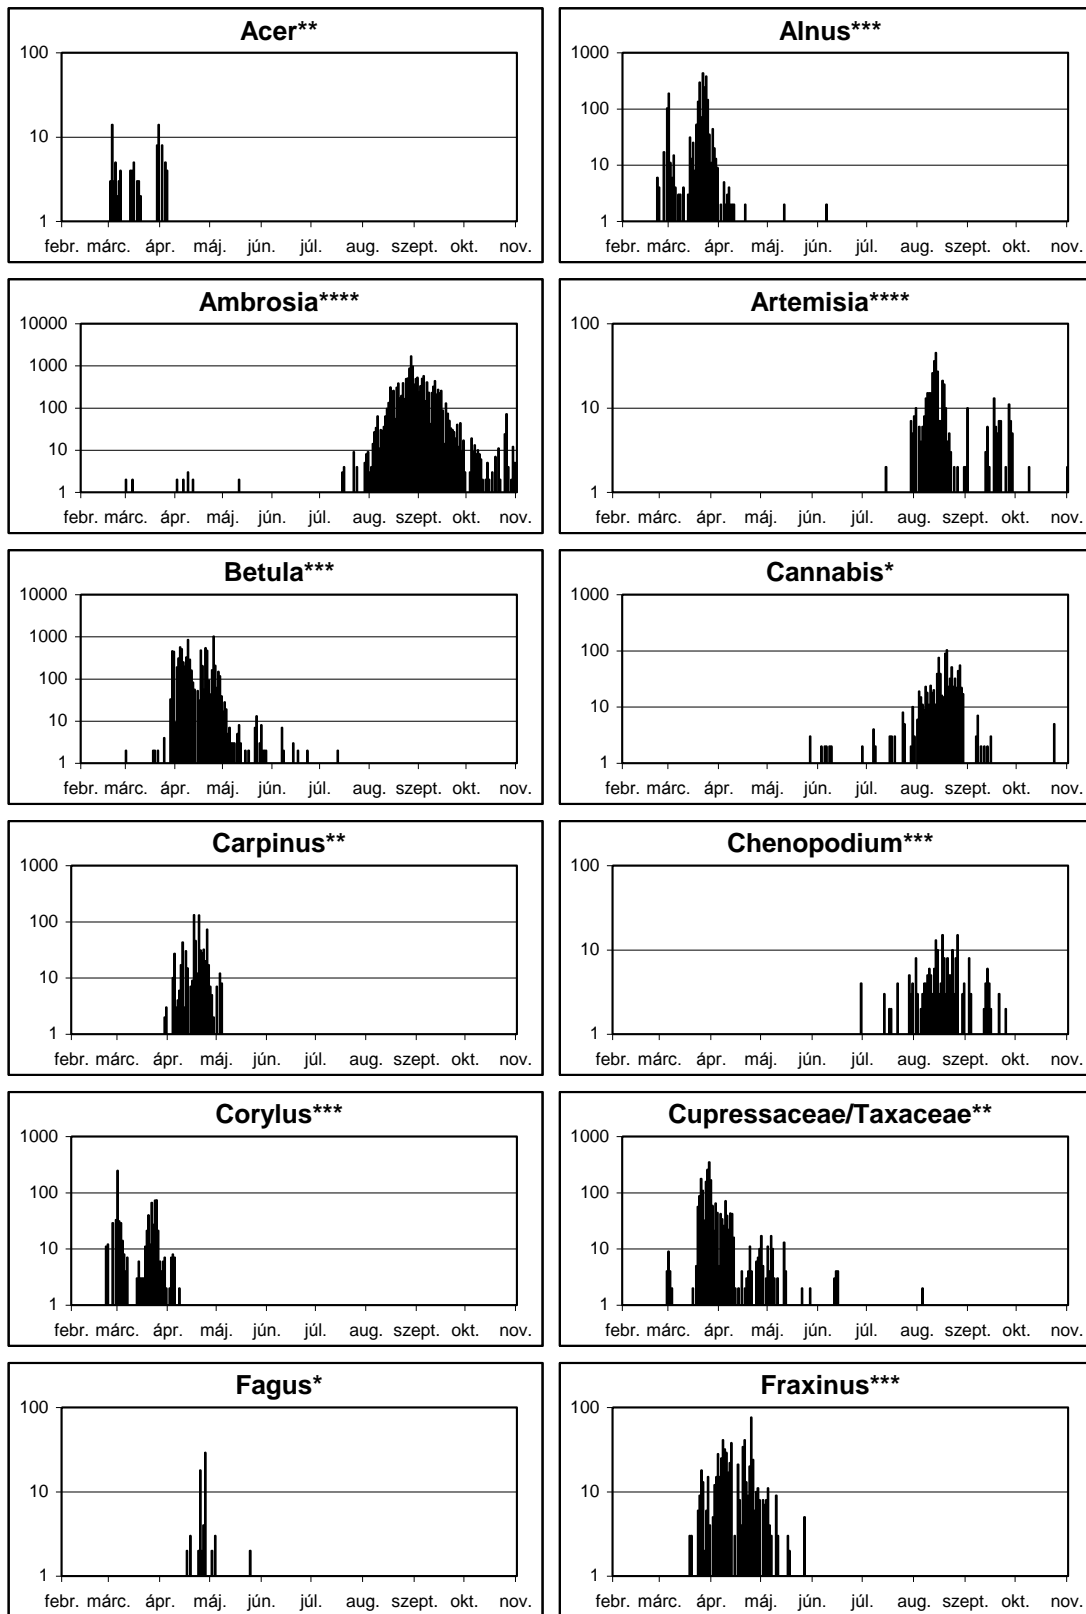 Acer**
100
10
1
febr. márc. ápr. máj. jún. júl. aug. szept. okt. nov.
Alnus***
1000
100
10
1
febr. márc. ápr. máj. jún. júl. aug. szept. okt. nov.
Ambrosia****
10000
1000
100
10
1
febr. márc. ápr. máj. jún. júl. aug. szept. okt. nov.
Artemisia****
100
10
1
febr. márc. ápr. máj. jún. júl. aug. szept. okt. nov.
Betula***
10000
1000
100
10
1
febr. márc. ápr. máj. jún. júl. aug. szept. okt. nov.
Cannabis*
1000
100
10
1
febr. márc. ápr. máj. jún. júl. aug. szept. okt. nov.
Carpinus**
1000
100
10
1
febr. márc. ápr. máj. jún. júl. aug. szept. okt. nov.
Chenopodium***
100
10
1
febr. márc. ápr. máj. jún. júl. aug. szept. okt. nov.
Corylus***
1000
100
10
1
febr. márc. ápr. máj. jún. júl. aug. szept. okt. nov.
Cupressaceae/Taxaceae**
1000
100
10
1
febr. márc. ápr. máj. jún. júl. aug. szept. okt. nov.
Fagus*
100
10
1
febr. márc. ápr. máj. jún. júl. aug. szept. okt. nov.
Fraxinus***
100
10
1
febr. márc. ápr. máj. jún. júl. aug. szept. okt. nov.